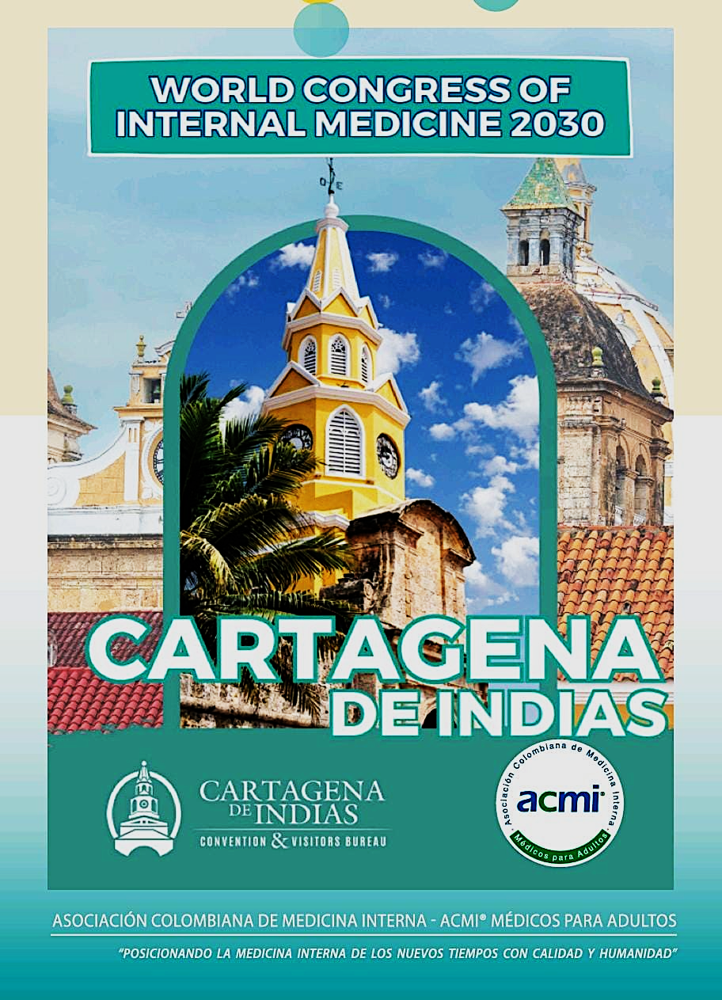 WORLD CONGRESS OF
INTERNAL MEDICINE 2030
O E
CARTAGENA
DE INDIAS
CARTAGENA
DE INDIAS
CONVENTION & VISITORS BUREAU
Asociación Colombiana de Medicina Interna
acmi®
Médicos para Adultos
ASOCIACIÓN COLOMBIANA DE MEDICINA INTERNA - ACMI® MÉDICOS PARA ADULTOS
“POSICIONANDO LA MEDICINA INTERNA DE LOS NUEVOS TIEMPOS CON CALIDAD Y HUMANIDAD”